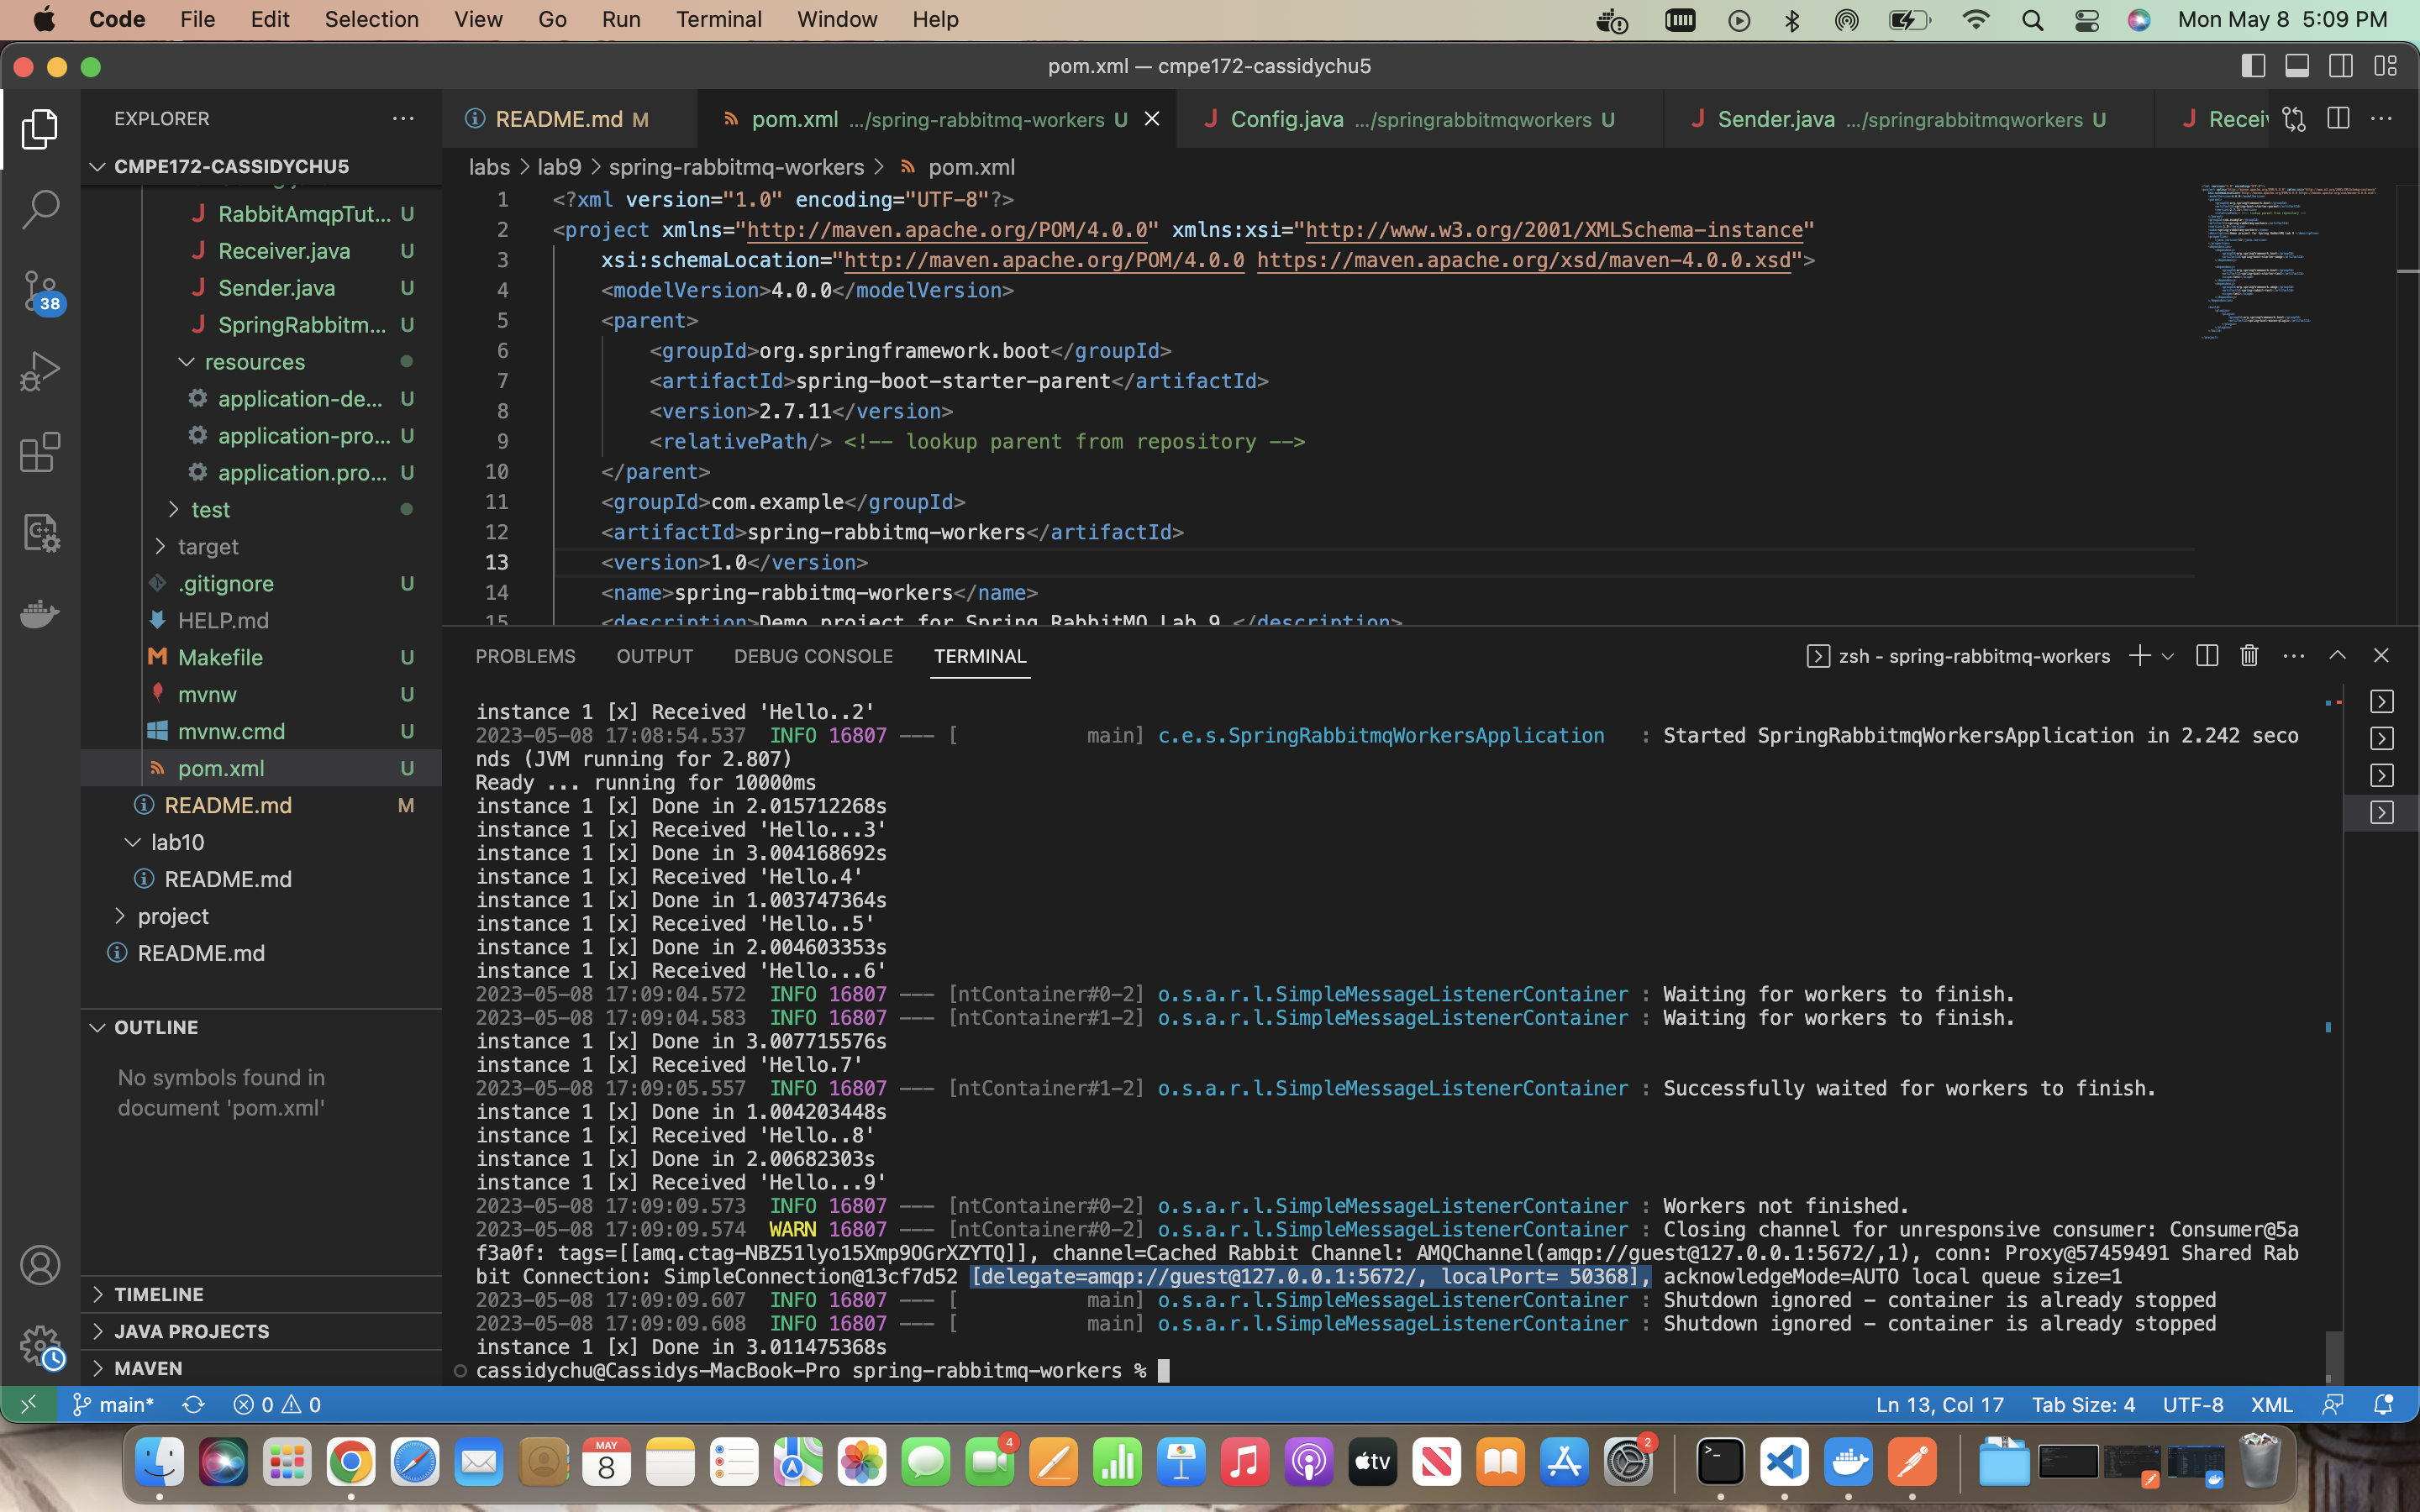 Code File Edit Selection View Go Run Terminal Window Help Mon May 8 5:09 PM
pom.xml — cmpe172-cassidychu5
EXPLORER
README.md M pom.xml .../spring-rabbitmq-workers U Config.java .../springrabbitmqworkers U Sender.java .../springrabbitmqworkers U
CMPE172-CASSIDYCHU5
RabbitAmqpTut... U
Receiver.java U
38
Sender.java U
SpringRabbitm... U
resources
application-de... U
application-pro... U
application.pro... U
test
target
.gitignore U
HELP.md
Makefile U
mvnw U
mvnw.cmd U
pom.xml U
README.md M
lab10
README.md
project
README.md
OUTLINE
No symbols found in
document 'pom.xml'
TIMELINE
JAVA PROJECTS
MAVEN
labs > lab9 > spring-rabbitmq-workers > pom.xml
1 <?xml version="1.0" encoding="UTF-8"?>
2 <project xmlns="http://maven.apache.org/POM/4.0.0" xmlns:xsi="http://www.w3.org/2001/XMLSchema-instance"
3 xsi:schemaLocation="http://maven.apache.org/POM/4.0.0 https://maven.apache.org/xsd/maven-4.0.0.xsd">
4 <modelVersion>4.0.0</modelVersion>
5 <parent>
6 <groupId>org.springframework.boot</groupId>
7 <artifactId>spring-boot-starter-parent</artifactId>
8 <version>2.7.11</version>
9 <relativePath/> <!-- lookup parent from repository -->
10 </parent>
11 <groupId>com.example</groupId>
12 <artifactId>spring-rabbitmq-workers</artifactId>
13 <version>1.0</version>
14 <name>spring-rabbitmq-workers</name>
15 <description>Demo project for Spring RabbitMQ Lab 9 </description>
PROBLEMS OUTPUT DEBUG CONSOLE TERMINAL zsh - spring-rabbitmq-workers
instance 1 [x] Received 'Hello..2'
2023-05-08 17:08:54.537 INFO 16807 --- [ main] c.e.s.SpringRabbitmqWorkersApplication : Started SpringRabbitmqWorkersApplication in 2.242 seco
nds (JVM running for 2.807)
Ready ... running for 10000ms
instance 1 [x] Done in 2.015712268s
instance 1 [x] Received 'Hello...3'
instance 1 [x] Done in 3.004168692s
instance 1 [x] Received 'Hello.4'
instance 1 [x] Done in 1.003747364s
instance 1 [x] Received 'Hello..5'
instance 1 [x] Done in 2.004603353s
instance 1 [x] Received 'Hello...6'
2023-05-08 17:09:04.572 INFO 16807 --- [ntContainer#0-2] o.s.a.r.l.SimpleMessageListenerContainer : Waiting for workers to finish.
2023-05-08 17:09:04.583 INFO 16807 --- [ntContainer#1-2] o.s.a.r.l.SimpleMessageListenerContainer : Waiting for workers to finish.
instance 1 [x] Done in 3.007715576s
instance 1 [x] Received 'Hello.7'
2023-05-08 17:09:05.557 INFO 16807 --- [ntContainer#1-2] o.s.a.r.l.SimpleMessageListenerContainer : Successfully waited for workers to finish.
instance 1 [x] Done in 1.004203448s
instance 1 [x] Received 'Hello..8'
instance 1 [x] Done in 2.00682303s
instance 1 [x] Received 'Hello...9'
2023-05-08 17:09:09.573 INFO 16807 --- [ntContainer#0-2] o.s.a.r.l.SimpleMessageListenerContainer : Workers not finished.
2023-05-08 17:09:09.574 WARN 16807 --- [ntContainer#0-2] o.s.a.r.l.SimpleMessageListenerContainer : Closing channel for unresponsive consumer: Consumer@5a
f3a0f: tags=[[amq.ctag-NBZ51lyo15Xmp9OGrXZYTQ]], channel=Cached Rabbit Channel: AMQChannel(amqp://guest@127.0.0.1:5672/,1), conn: Proxy@57459491 Shared Rab
bit Connection: SimpleConnection@13cf7d52 [delegate=amqp://guest@127.0.0.1:5672/, localPort= 50368], acknowledgeMode=AUTO local queue size=1
2023-05-08 17:09:09.607 INFO 16807 --- [ main] o.s.a.r.l.SimpleMessageListenerContainer : Shutdown ignored - container is already stopped
2023-05-08 17:09:09.608 INFO 16807 --- [ main] o.s.a.r.l.SimpleMessageListenerContainer : Shutdown ignored - container is already stopped
instance 1 [x] Done in 3.011475368s
cassidychu@Cassidys-MacBook-Pro spring-rabbitmq-workers %
main* 0 0 Ln 13, Col 17 Tab Size: 4 UTF-8 XML
MAY
8
4
tv
2